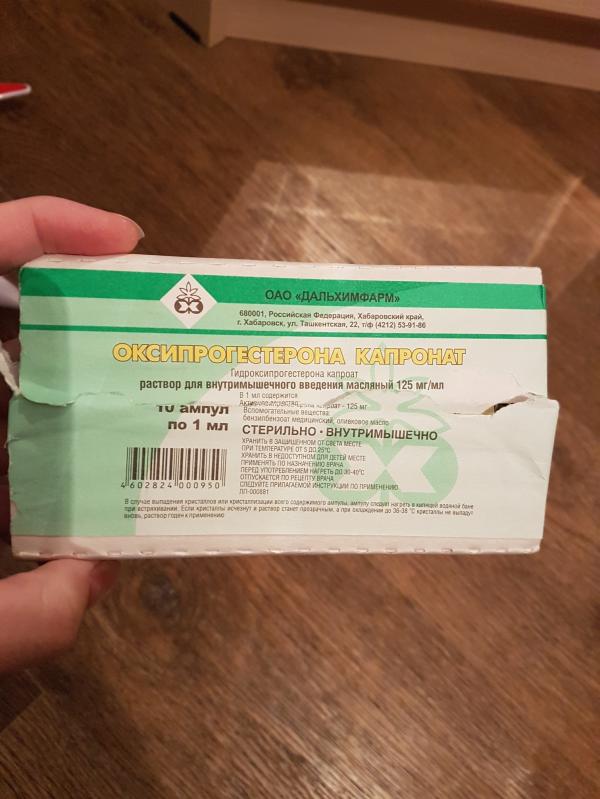 ОАО «ДАЛЬХИМФАРМ»
680001, Российская Федерация, Хабаровский край,
г. Хабаровск, ул. Ташкентская, 22, т/ф (4212) 53-91-86
ОКСИПРОГЕСТЕРОНА КАПРОНАТ
Гидроксипрогестерона капроат
раствор для внутримышечного введения масляный 125 мг/мл
В 1 мл содержится
капроат - 125 мг
Вспомогательные вещества:
бензилбензоат медицинский, оливковое масло
10 ампул
по 1 мл
СТЕРИЛЬНО • ВНУТРИМЫШЕЧНО
ХРАНИТЬ В ЗАЩИЩЕННОМ ОТ СВЕТА МЕСТЕ
ПРИ ТЕМПЕРАТУРЕ ОТ 5 ДО 25°С
ХРАНИТЬ В НЕДОСТУПНОМ ДЛЯ ДЕТЕЙ МЕСТЕ
ПРИМЕНЯТЬ ПО НАЗНАЧЕНИЮ ВРАЧА
ПЕРЕД УПОТРЕБЛЕНИЕМ НАГРЕТЬ ДО 30-40°С
ОТПУСКАЕТСЯ ПО РЕЦЕПТУ ВРАЧА
СЛЕДУЙТЕ ПРИЛАГАЕМОЙ ИНСТРУКЦИИ ПО ПРИМЕНЕНИЮ
ЛП-000881
4 602824 000950
В случае выпадения кристаллов или кристаллизации всего содержимого ампулы, ампулу следует нагреть в кипящей водяной бане
при встряхивании. Если кристаллы исчезнут и раствор станет прозрачным, а при охлаждении до 36-38 °С кристаллы не выпадут
вновь, раствор годен к применению